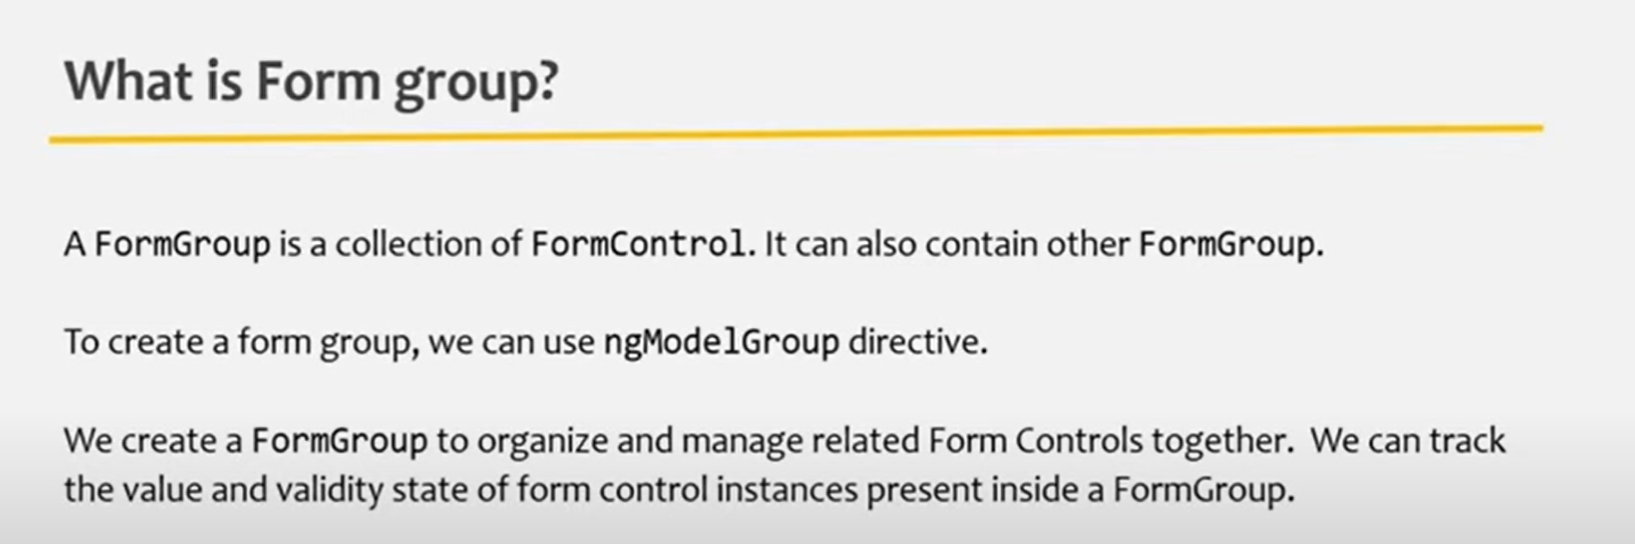 What is Form group?
A FormGroup is a collection of FormControl. It can also contain other FormGroup.
To create a form group, we can use ngModelGroup directive.
We create a FormGroup to organize and manage related Form Controls together.  We can track
the value and validity state of form control instances present inside a FormGroup.